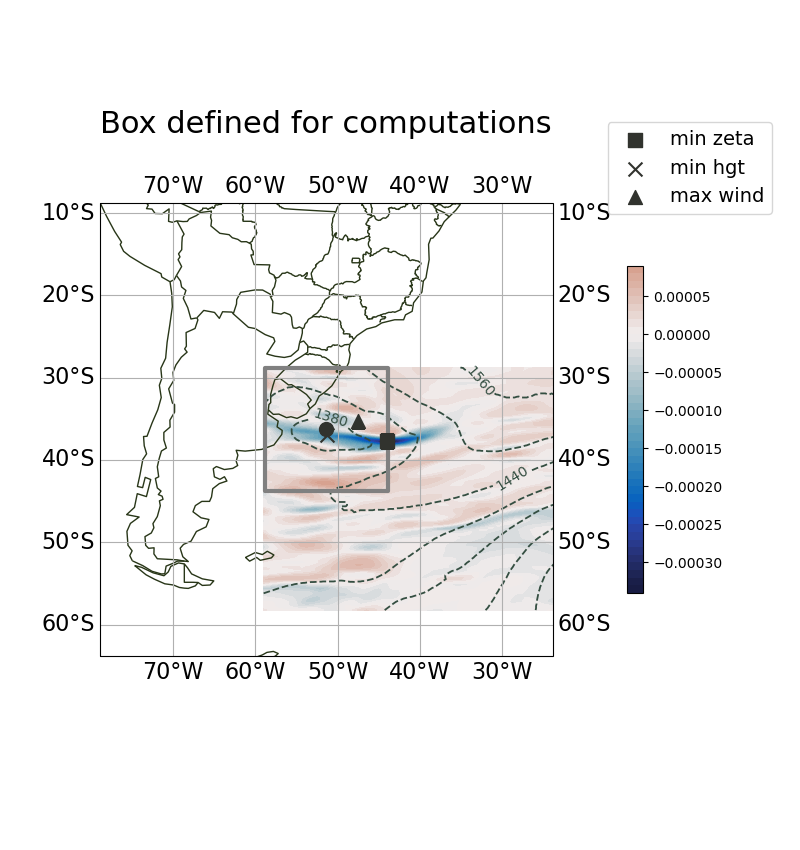 Box defined for computations
min zeta
min hgt
max wind
70°W 60°W 50°W 40°W 30°W
10°S 10°S
20°S 20°S
30°S 30°S
40°S 40°S
50°S 50°S
60°S 60°S
70°W 60°W 50°W 40°W 30°W
1560
1380
1440
0.00005
0.00000
−0.00005
−0.00010
−0.00015
−0.00020
−0.00025
−0.00030